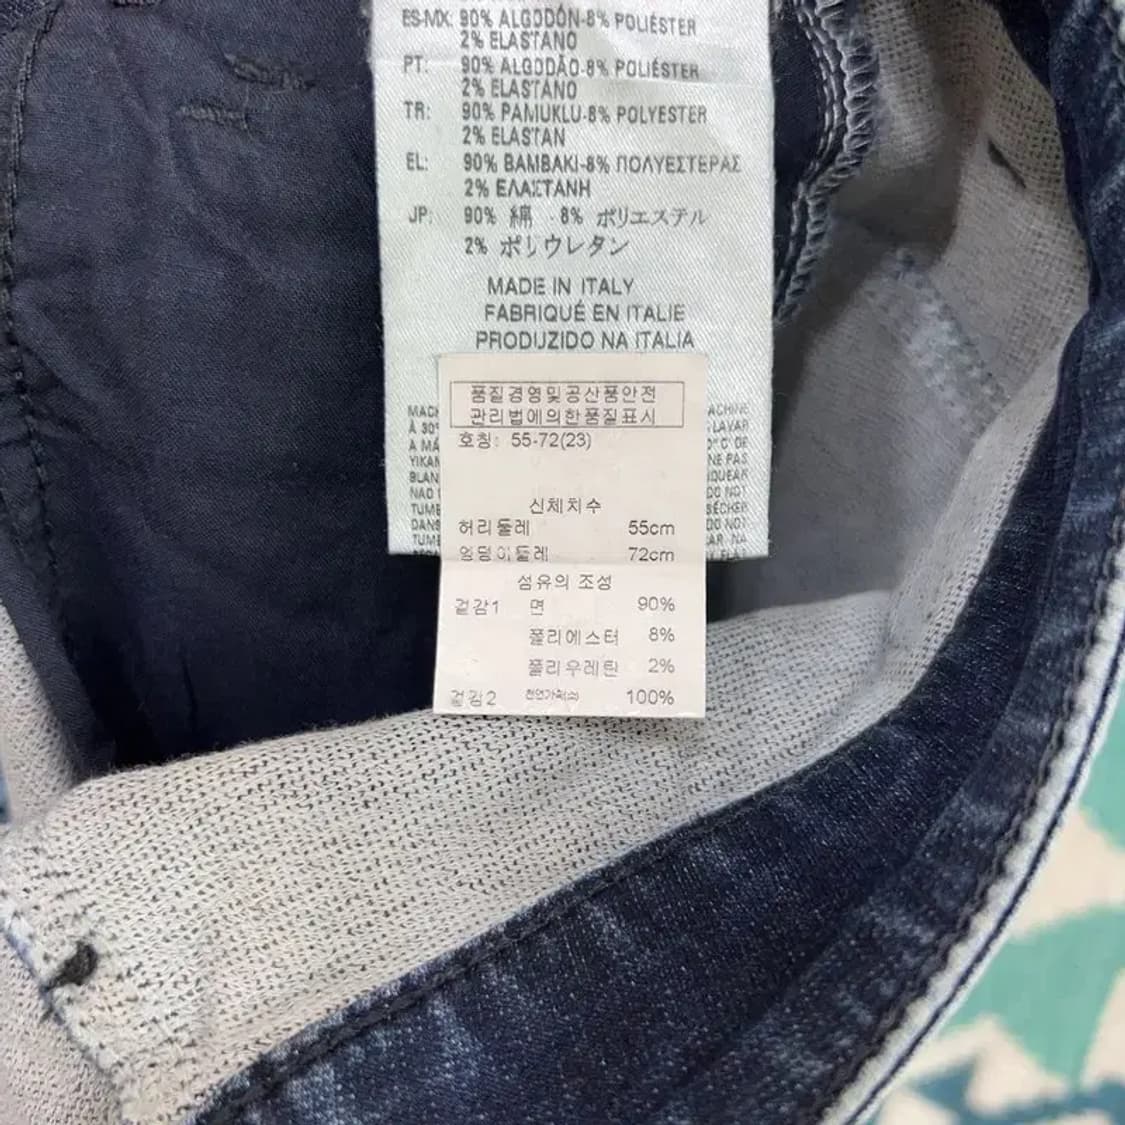 ES-MX: 90% ALGODÓN-8% POLIÉSTER
2% ELASTANO
PT: 90% ALGODÃO-8% POLIÉSTER
2% ELASTANO
TR: 90% PAMUKLU-8% POLYESTER
2% ELASTAN
EL: 90% BAMBAKI-8% ΠΟΛΥΕΣΤΕΡΑΣ
2% ΕΛΑΣΤΑΝΗ
JP: 90% 綿 -8% ポリエステル
2% ポリウレタン
MADE IN ITALY
FABRIQUÉ EN ITALIE
PRODUZIDO NA ITALIA
품질경영및공산품안전
관리법에의한품질표시
호칭: 55-72(23)
신체치수
허리둘레 55cm
엉덩이둘레 72cm
섬유의 조성
겉감1 면 90%
폴리에스터 8%
폴리우레탄 2%
겉감2 천연가죽(소) 100%